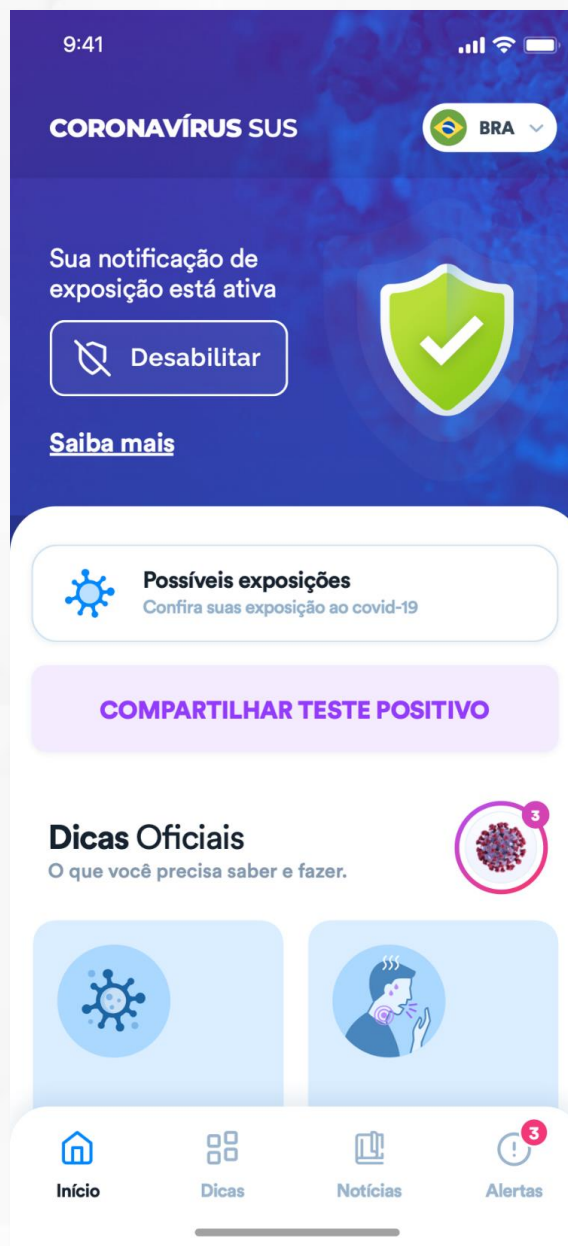 9:41
CORONAVÍRUS SUS
BRA
Sua notificação de
exposição está ativa
Desabilitar
Saiba mais
Possíveis exposições
Confira suas exposição ao covid-19
COMPARTILHAR TESTE POSITIVO
Dicas Oficiais
3
O que você precisa saber e fazer.
3
Início
Dicas
Notícias
Alertas